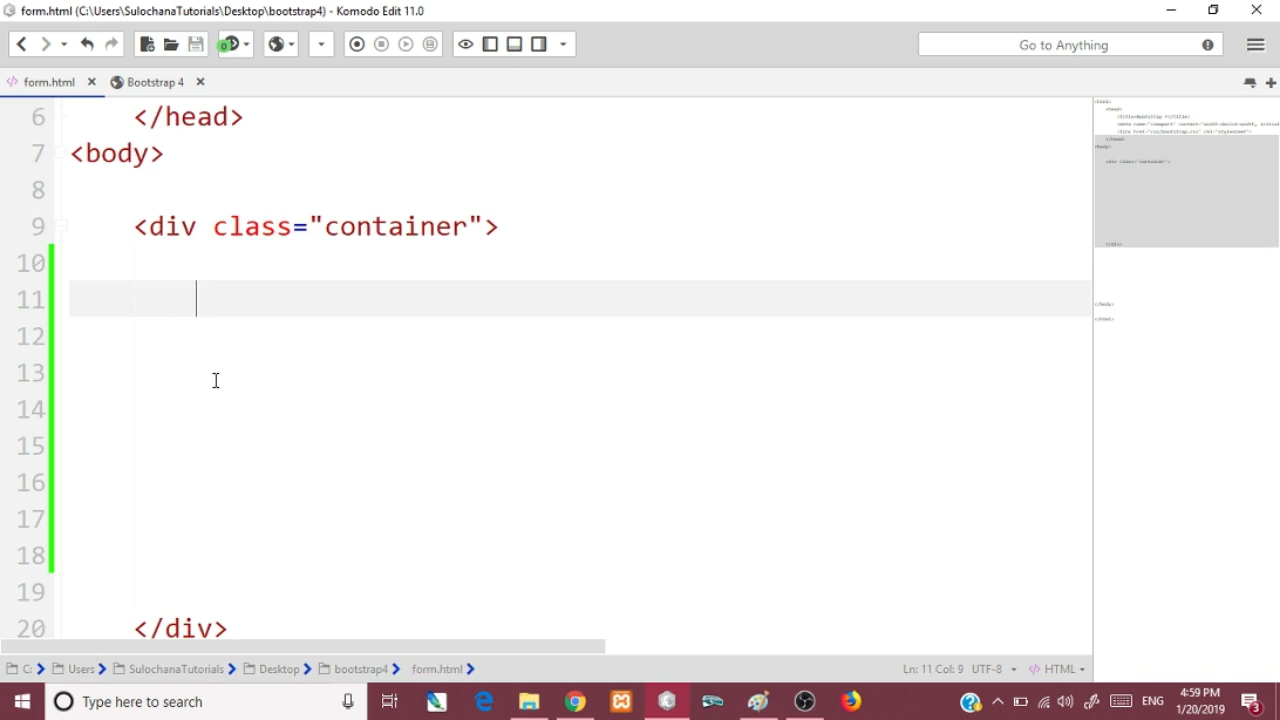 form.html (C:\Users\SulochanaTutorials\Desktop\bootstrap4) - Komodo Edit 11.0
Go to Anything
form.html
Bootstrap 4
6 </head>
7 <body>
8
9 <div class="container">
10
11
12
13
14
15
16
17
18
19
20 </div>
C: Users SulochanaTutorials Desktop bootstrap4 form.html
Ln: 11 Col: 9 UTF-8 HTML
Type here to search
ENG
4:59 PM
1/20/2019
3